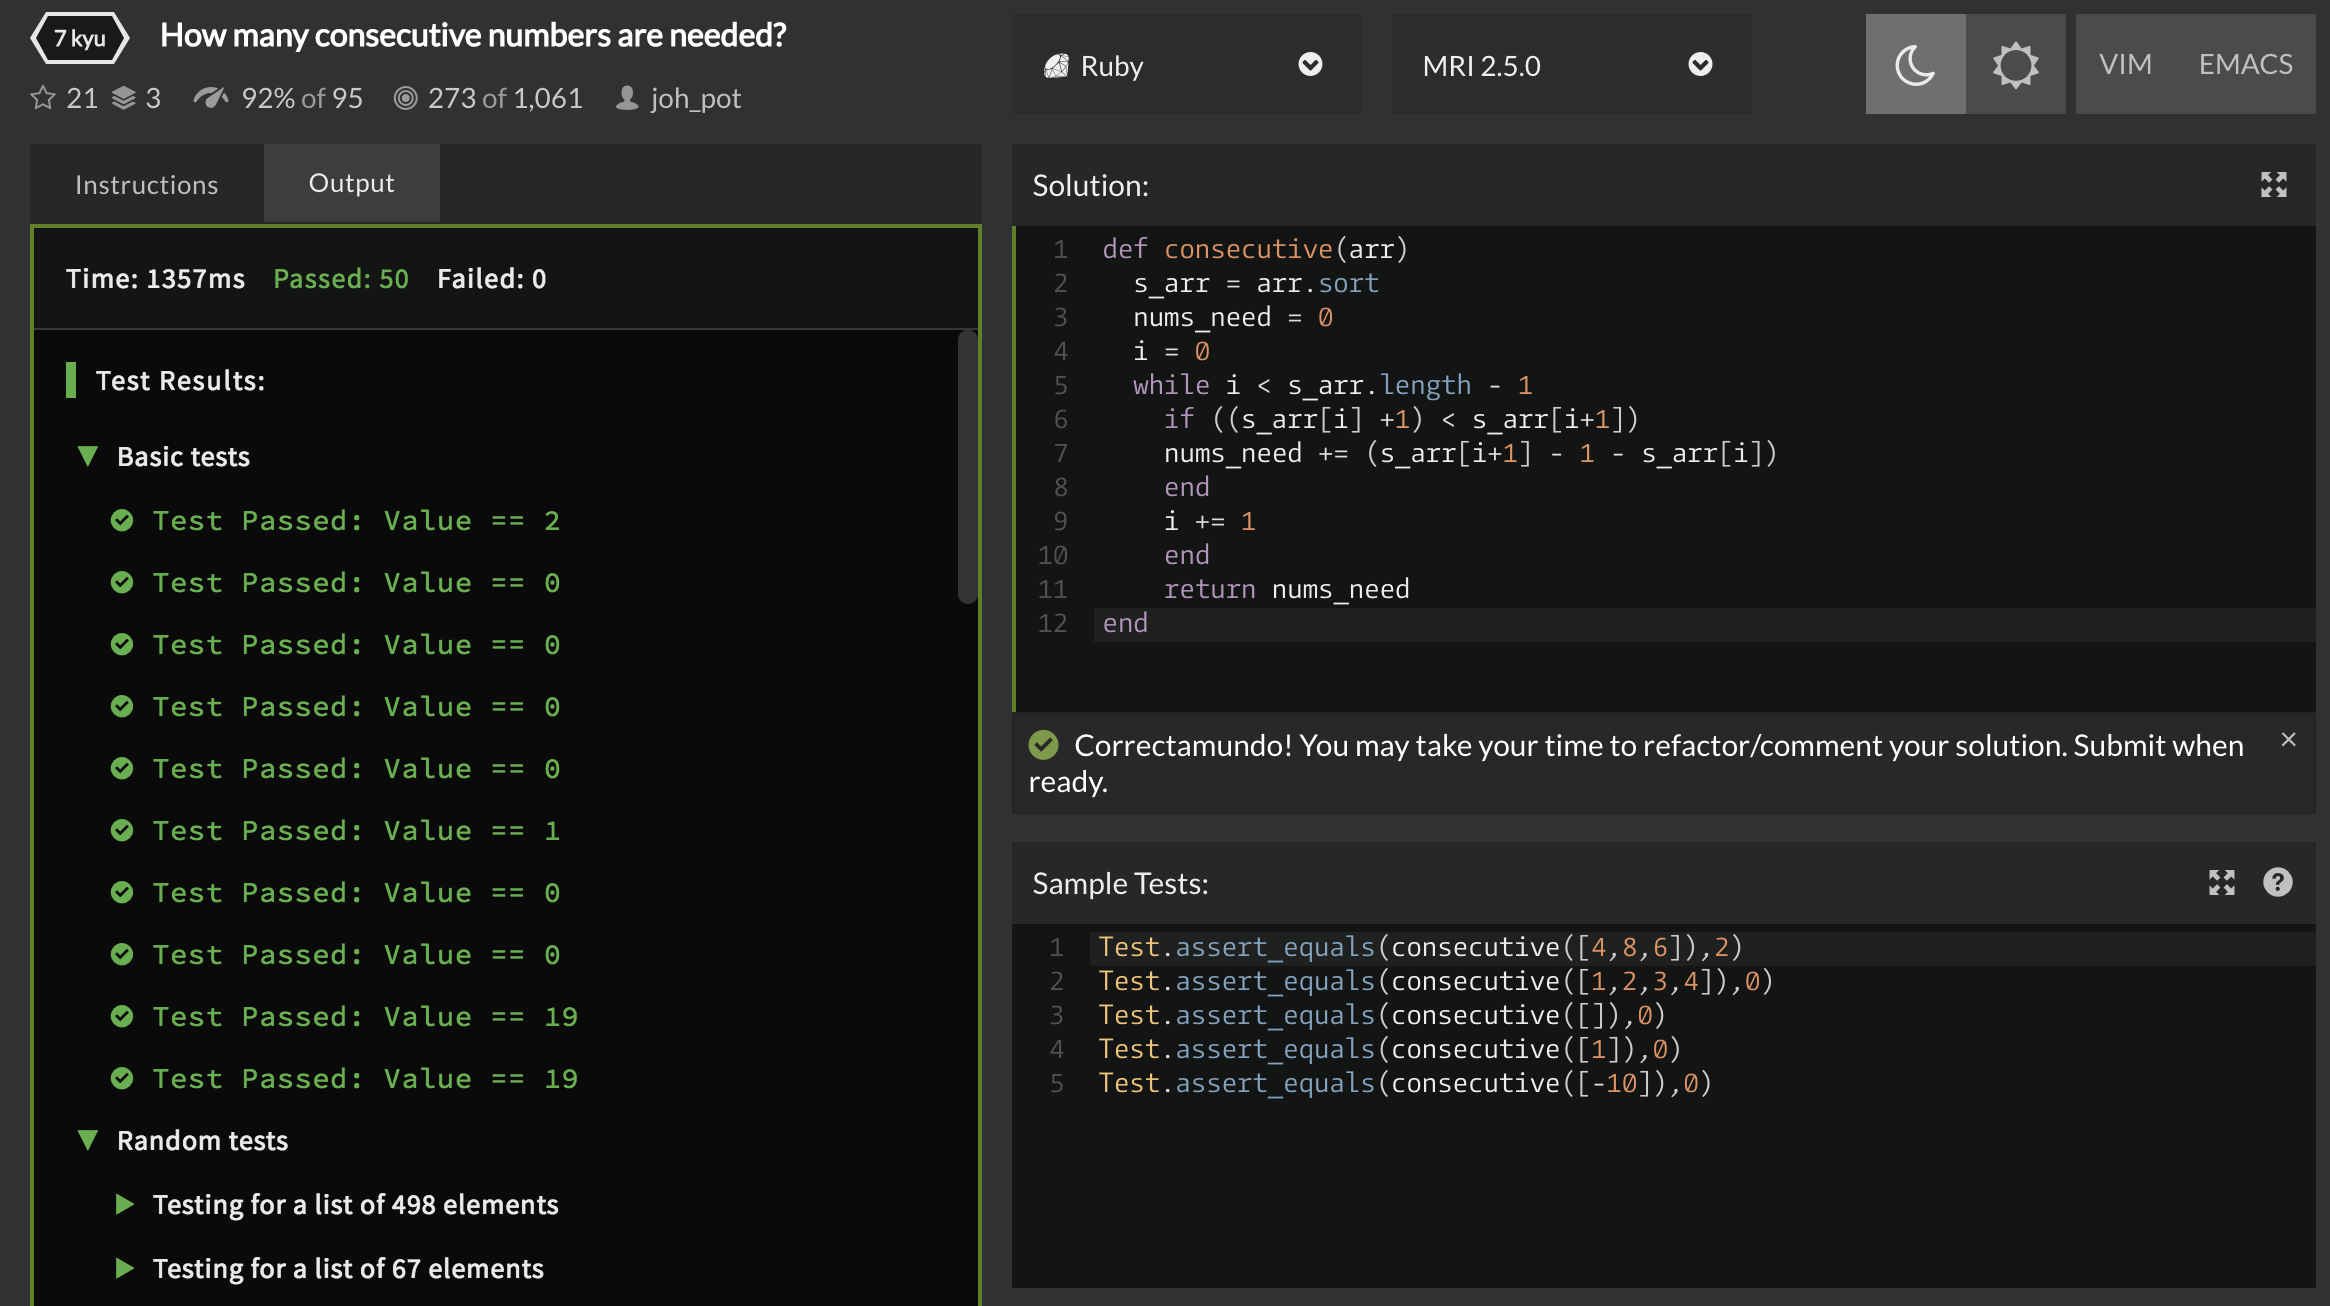 7 kyu How many consecutive numbers are needed?
21 3 92% of 95 273 of 1,061 joh_pot
Ruby MRI 2.5.0 VIM EMACS
Instructions Output
Time: 1357ms Passed: 50 Failed: 0
Test Results:
Basic tests
Test Passed: Value == 2
Test Passed: Value == 0
Test Passed: Value == 0
Test Passed: Value == 0
Test Passed: Value == 0
Test Passed: Value == 1
Test Passed: Value == 0
Test Passed: Value == 0
Test Passed: Value == 19
Test Passed: Value == 19
Random tests
Testing for a list of 498 elements
Testing for a list of 67 elements
Solution:
1 def consecutive(arr)
2   s_arr = arr.sort
3   nums_need = 0
4   i = 0
5   while i < s_arr.length - 1
6     if ((s_arr[i] +1) < s_arr[i+1])
7     nums_need += (s_arr[i+1] - 1 - s_arr[i])
8     end
9     i += 1
10     end
11     return nums_need
12 end
Correctamundo! You may take your time to refactor/comment your solution. Submit when
ready.
Sample Tests:
1 Test.assert_equals(consecutive([4,8,6]),2)
2 Test.assert_equals(consecutive([1,2,3,4]),0)
3 Test.assert_equals(consecutive([]),0)
4 Test.assert_equals(consecutive([1]),0)
5 Test.assert_equals(consecutive([-10]),0)